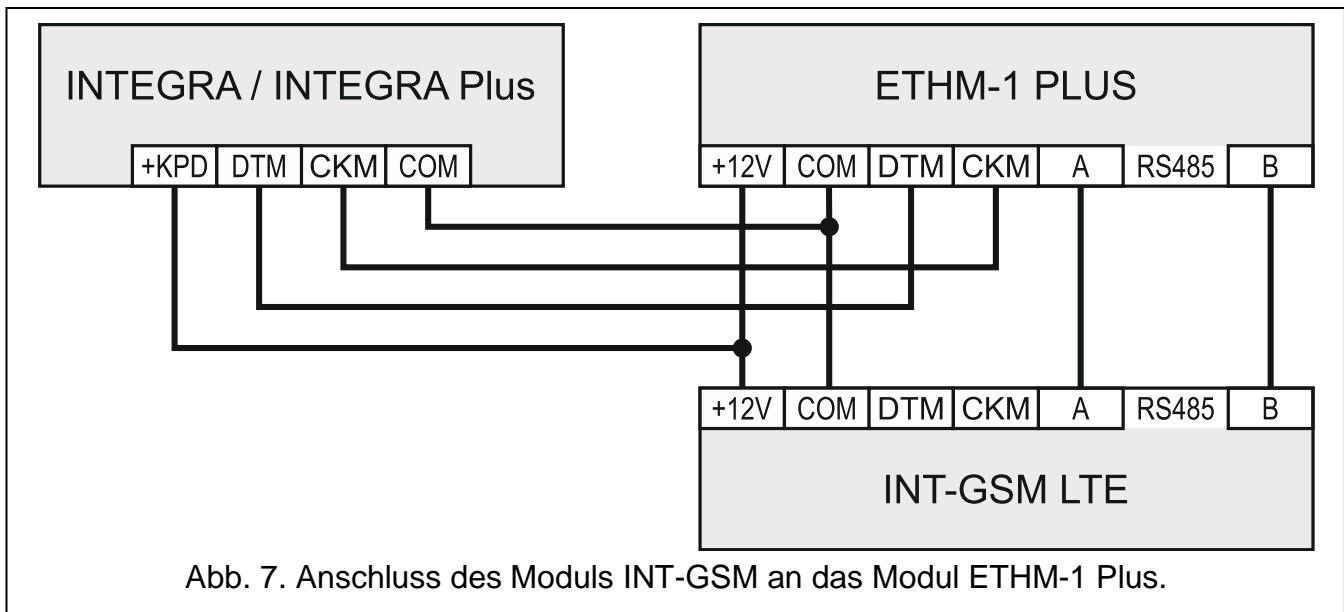 INTEGRA / INTEGRA Plus
+KPD DTM CKM COM
ETHM-1 PLUS
+12V COM DTM CKM A RS485 B
+12V COM DTM CKM A RS485 B
INT-GSM LTE
Abb. 7. Anschluss des Moduls INT-GSM an das Modul ETHM-1 Plus.